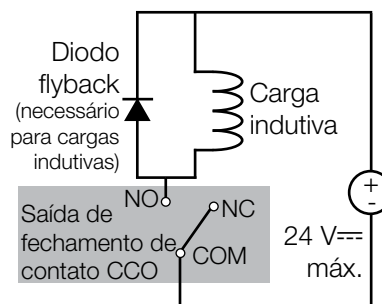 Diodo
flyback
(necessário
para cargas
indutivas)
Carga
indutiva
+
-
24 V⎓
máx.
NO
NC
COM
Saída de
fechamento de
contato CCO